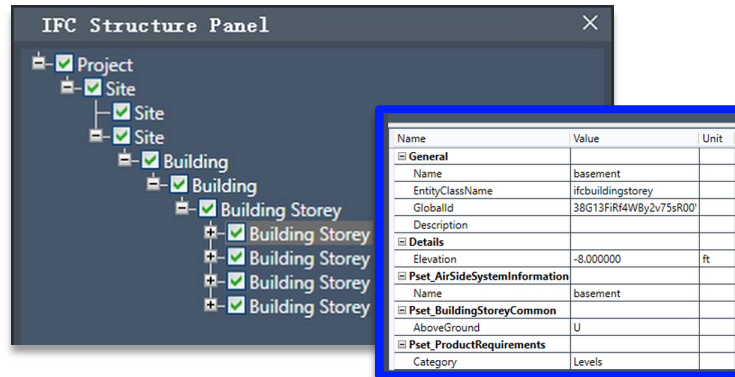 IFC Structure Panel
Project
Site
Site
Site
Building
Building
Building Storey
Building Storey
Building Storey
Building Storey
Building Storey
Name Value Unit
General
Name basement
EntityClassName ifcbuildingstorey
GlobalId 38G13FiRf4WBy2v75sR00'
Description
Details
Elevation -8.000000 ft
Pset_AirSideSystemInformation
Name basement
Pset_BuildingStoreyCommon
AboveGround U
Pset_ProductRequirements
Category Levels